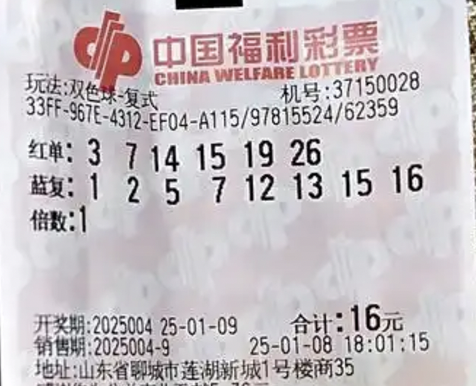 中国福利彩票
CHINA WELFARE LOTTERY
玩法:双色球-复式 机号:37150028
33FF-967E-4312-EF04-A115/97815524/62359
红单:3 7 14 15 19 26
蓝复:1 2 5 7 12 13 15 16
倍数:1
开奖期:2025004 25-01-09 合计:16元
销售期:2025004-9 25-01-08 18:01:15
地址:山东省聊城市莲湖新城1号楼商35